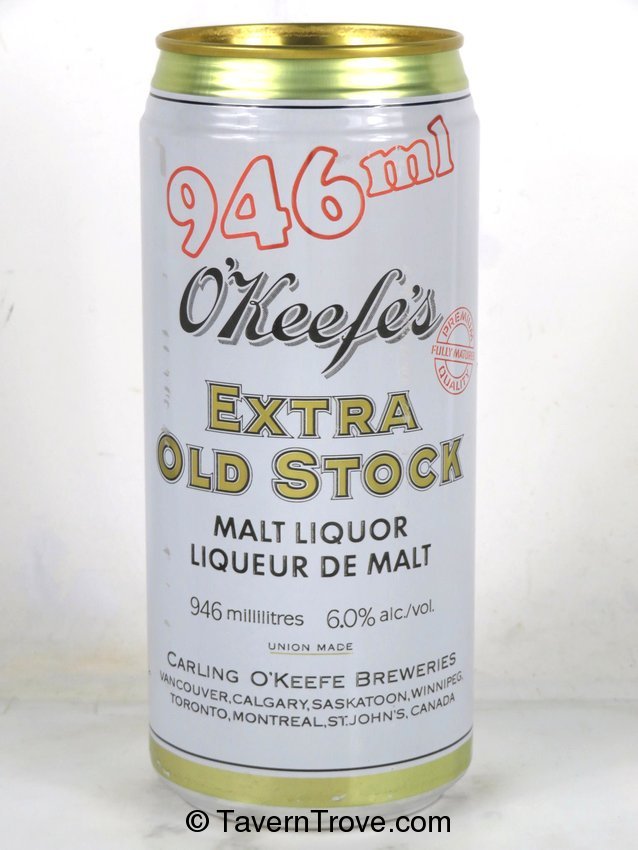 946ml
O'Keefe's
PREMIUM
FULLY MATURED
QUALITY
EXTRA
OLD STOCK
MALT LIQUOR
LIQUEUR DE MALT
946 millilitres 6.0% alc./vol.
UNION MADE
CARLING O'KEEFE BREWERIES
VANCOUVER, CALGARY, SASKATOON, WINNIPEG,
TORONTO, MONTREAL, ST. JOHN'S, CANADA
© TavernTrove.com